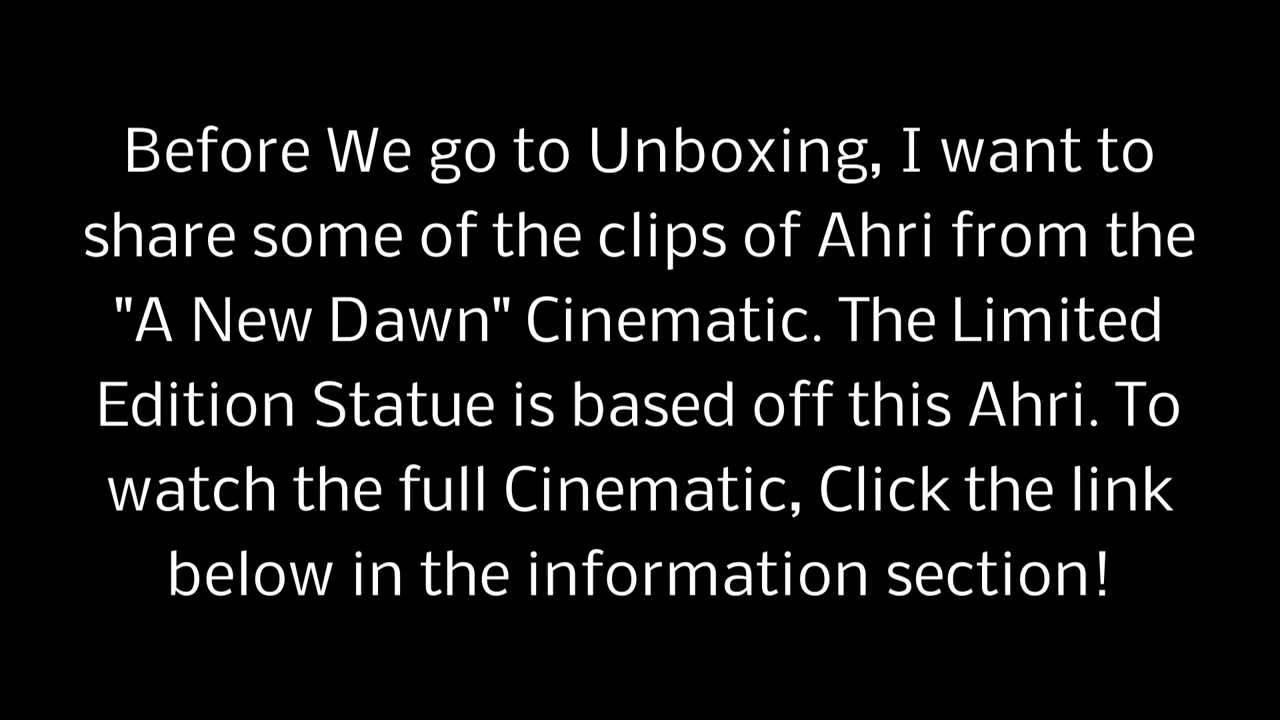 Before We go to Unboxing, I want to
share some of the clips of Ahri from the
"A New Dawn" Cinematic. The Limited
Edition Statue is based off this Ahri. To
watch the full Cinematic, Click the link
below in the information section!